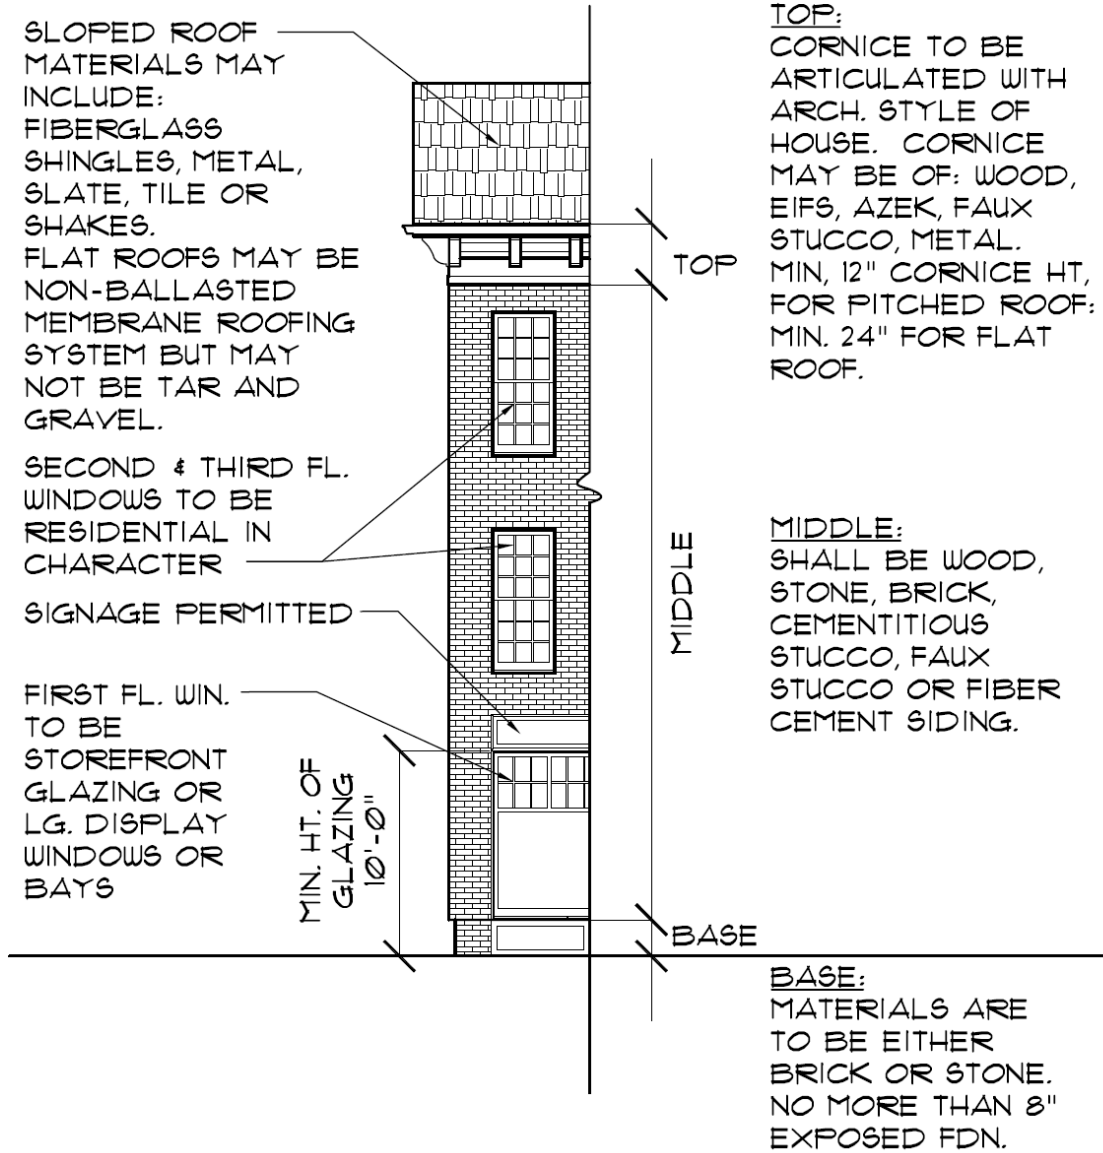 SLOPED ROOF
MATERIALS MAY
INCLUDE:
FIBERGLASS
SHINGLES, METAL,
SLATE, TILE OR
SHAKES.
FLAT ROOFS MAY BE
NON-BALLASTED
MEMBRANE ROOFING
SYSTEM BUT MAY
NOT BE TAR AND
GRAVEL.
SECOND & THIRD FL.
WINDOWS TO BE
RESIDENTIAL IN
CHARACTER
SIGNAGE PERMITTED
FIRST FL. WIN.
TO BE
STOREFRONT
GLAZING OR
LG. DISPLAY
WINDOWS OR
BAYS
MIN. HT. OF
GLAZING
10'-0"
TOP
MIDDLE
BASE
TOP:
CORNICE TO BE
ARTICULATED WITH
ARCH. STYLE OF
HOUSE. CORNICE
MAY BE OF: WOOD,
EIFS, AZEK, FAUX
STUCCO, METAL.
MIN, 12" CORNICE HT,
FOR PITCHED ROOF:
MIN. 24" FOR FLAT
ROOF.
MIDDLE:
SHALL BE WOOD,
STONE, BRICK,
CEMENTITIOUS
STUCCO, FAUX
STUCCO OR FIBER
CEMENT SIDING.
BASE:
MATERIALS ARE
TO BE EITHER
BRICK OR STONE.
NO MORE THAN 8"
EXPOSED FDN.